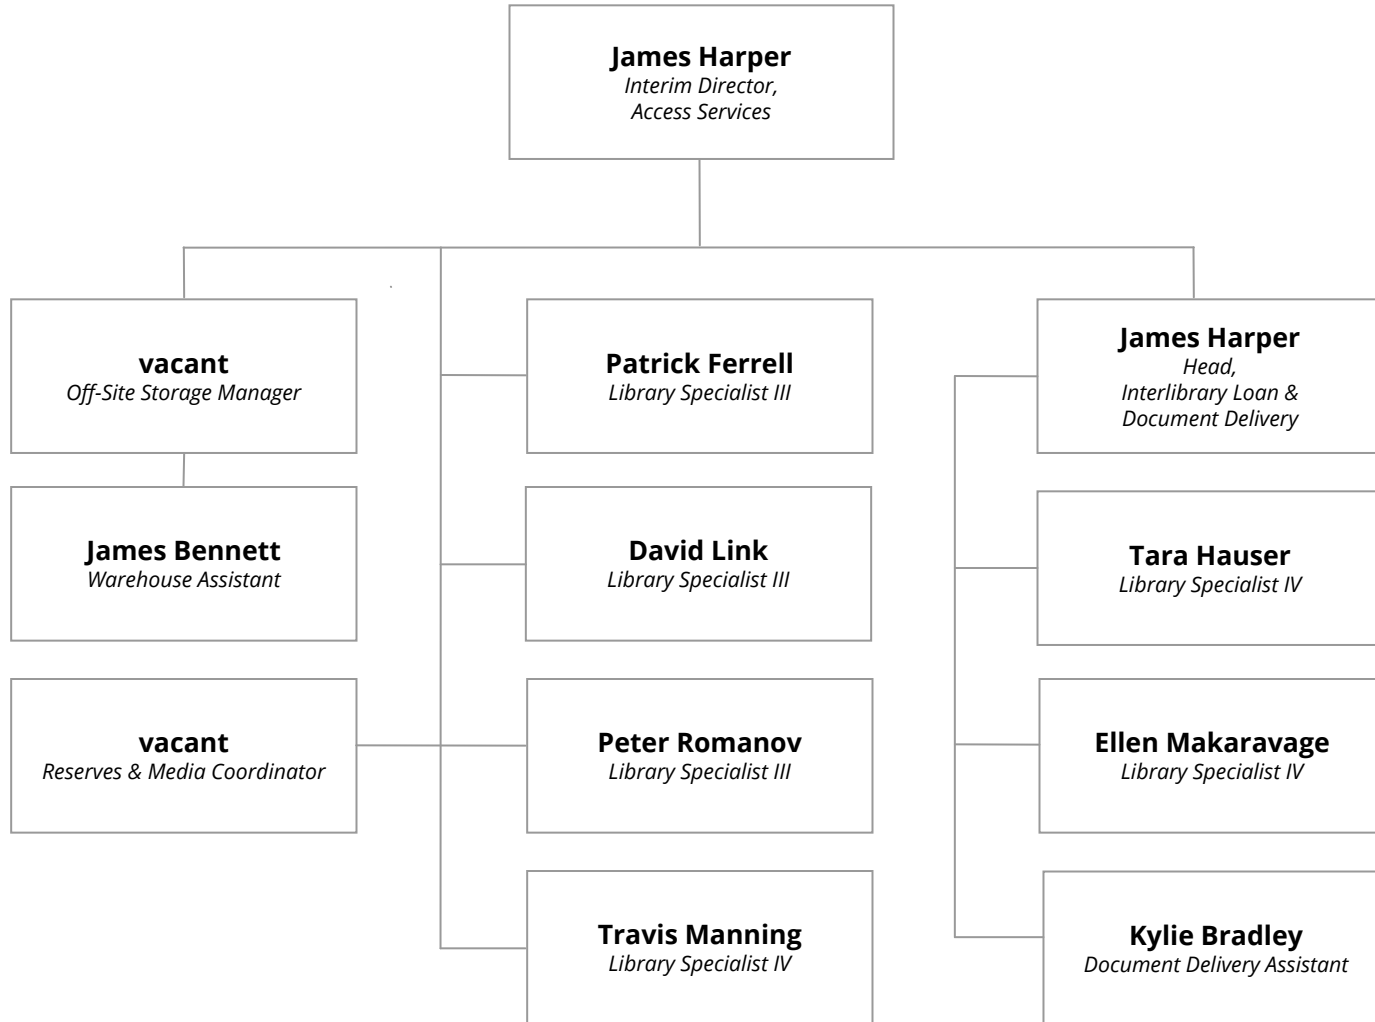 James Harper
Interim Director,
Access Services
vacant
Off-Site Storage Manager
Patrick Ferrell
Library Specialist III
James Harper
Head,
Interlibrary Loan &
Document Delivery
James Bennett
Warehouse Assistant
David Link
Library Specialist III
Tara Hauser
Library Specialist IV
vacant
Reserves & Media Coordinator
Peter Romanov
Library Specialist III
Ellen Makaravage
Library Specialist IV
Travis Manning
Library Specialist IV
Kylie Bradley
Document Delivery Assistant